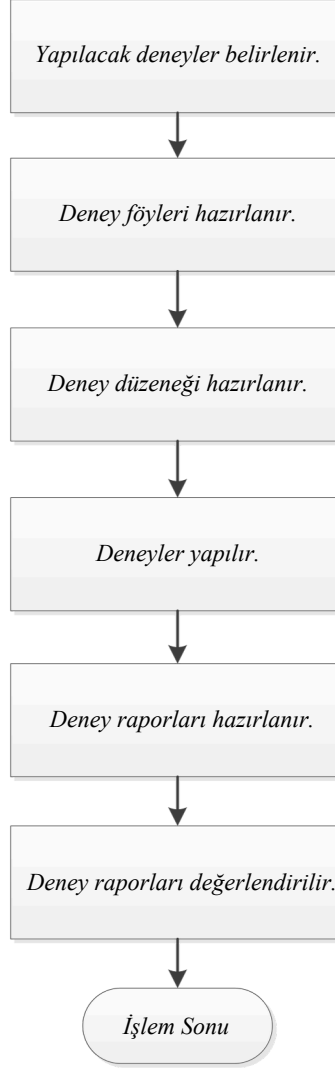 Yapılacak deneyler belirlenir.
Deney föyleri hazırlanır.
Deney düzeneği hazırlanır.
Deneyler yapılır.
Deney raporları hazırlanır.
Deney raporları değerlendirilir.
İşlem Sonu